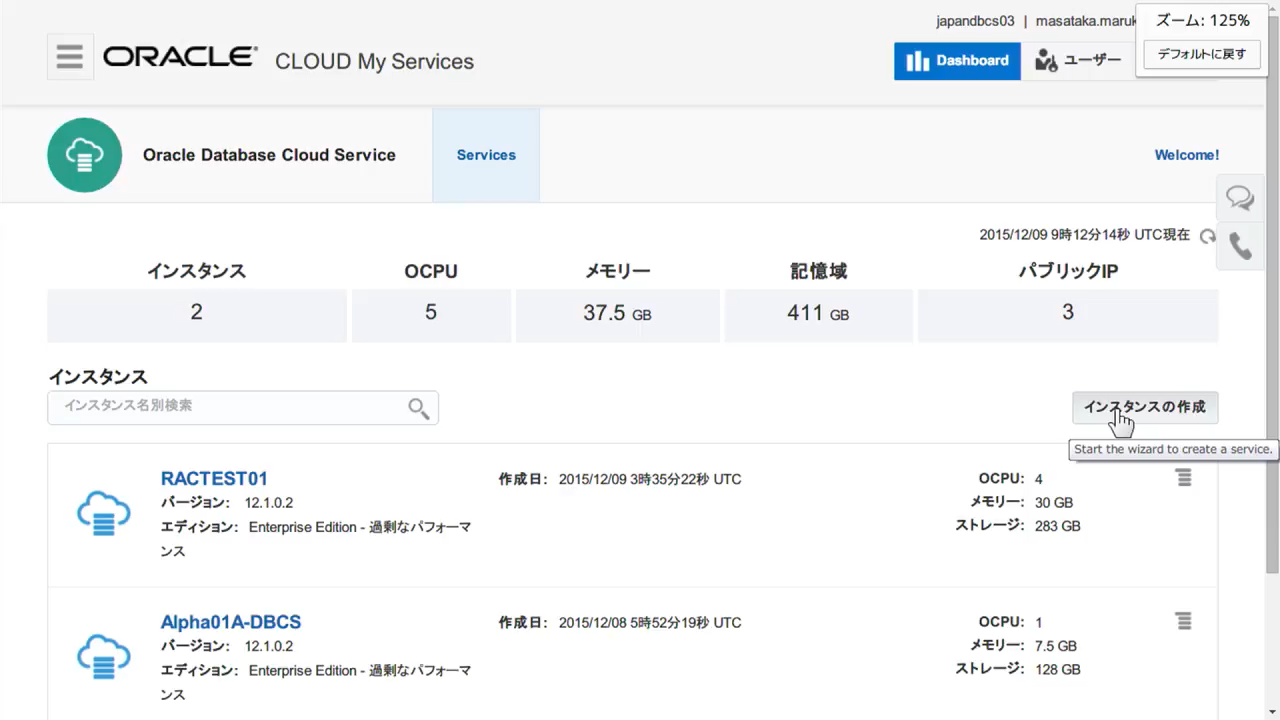 japandbcs03 | masataka.maruk
ズーム: 125%
デフォルトに戻す
ORACLE® CLOUD My Services
Dashboard
ユーザー
Oracle Database Cloud Service
Services
Welcome!
2015/12/09 9時12分14秒 UTC現在
インスタンス OCPU メモリー 記憶域 パブリックIP
2 5 37.5 GB 411 GB 3
インスタンス
インスタンス名別検索
インスタンスの作成
Start the wizard to create a service.
RACTEST01
作成日: 2015/12/09 3時35分22秒 UTC
OCPU: 4
バージョン: 12.1.0.2
メモリー: 30 GB
エディション: Enterprise Edition - 過剰なパフォーマ
ンス
ストレージ: 283 GB
Alpha01A-DBCS
作成日: 2015/12/08 5時52分19秒 UTC
OCPU: 1
バージョン: 12.1.0.2
メモリー: 7.5 GB
エディション: Enterprise Edition - 過剰なパフォーマ
ンス
ストレージ: 128 GB